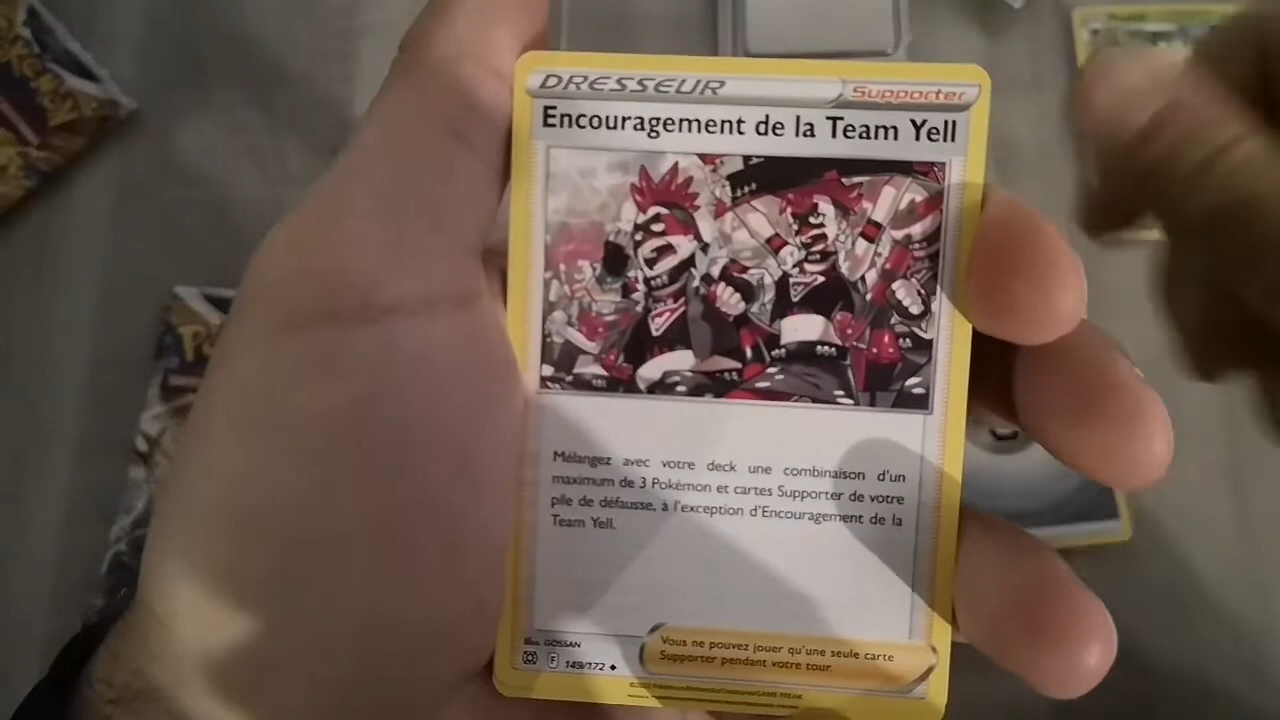 DRESSEUR
Supporter
Encouragement de la Team Yell
Mélangez avec votre deck une combinaison d'un
maximum de 3 Pokémon et cartes Supporter de votre
pile de défausse, à l'exception d'Encouragement de la
Team Yell.
Illus. GOSSAN
F 149/172
Vous ne pouvez jouer qu'une seule carte
Supporter pendant votre tour.